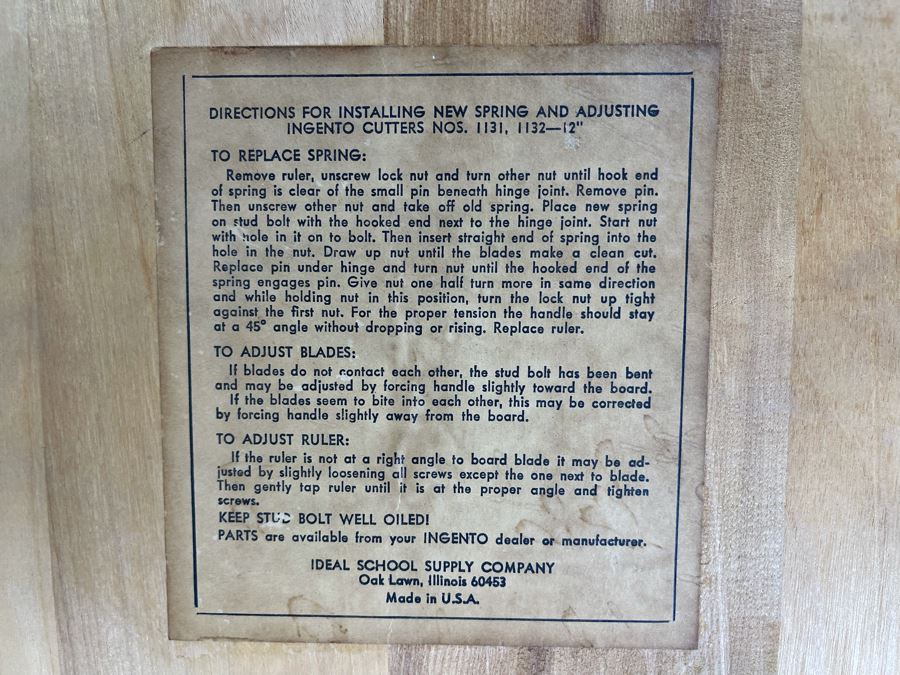 DIRECTIONS FOR INSTALLING NEW SPRING AND ADJUSTING
INGENTO CUTTERS NOS. 1131, 1132—12"
TO REPLACE SPRING:
Remove ruler, unscrew lock nut and turn other nut until hook end
of spring is clear of the small pin beneath hinge joint. Remove pin.
Then unscrew other nut and take off old spring. Place new spring
on stud bolt with the hooked end next to the hinge joint. Start nut
with hole in it on to bolt. Then insert straight end of spring into the
hole in the nut. Draw up nut until the blades make a clean cut.
Replace pin under hinge and turn nut until the hooked end of the
spring engages pin. Give nut one half turn more in same direction
and while holding nut in this position, turn the lock nut up tight
against the first nut. For the proper tension the handle should stay
at a 45° angle without dropping or rising. Replace ruler.
TO ADJUST BLADES:
If blades do not contact each other, the stud bolt has been bent
and may be adjusted by forcing handle slightly toward the board.
If the blades seem to bite into each other, this may be corrected
by forcing handle slightly away from the board.
TO ADJUST RULER:
If the ruler is not at a right angle to board blade it may be ad-
justed by slightly loosening all screws except the one next to blade.
Then gently tap ruler until it is at the proper angle and tighten
screws.
KEEP STUD BOLT WELL OILED!
PARTS are available from your INGENTO dealer or manufacturer.
IDEAL SCHOOL SUPPLY COMPANY
Oak Lawn, Illinois 60453
Made in U.S.A.